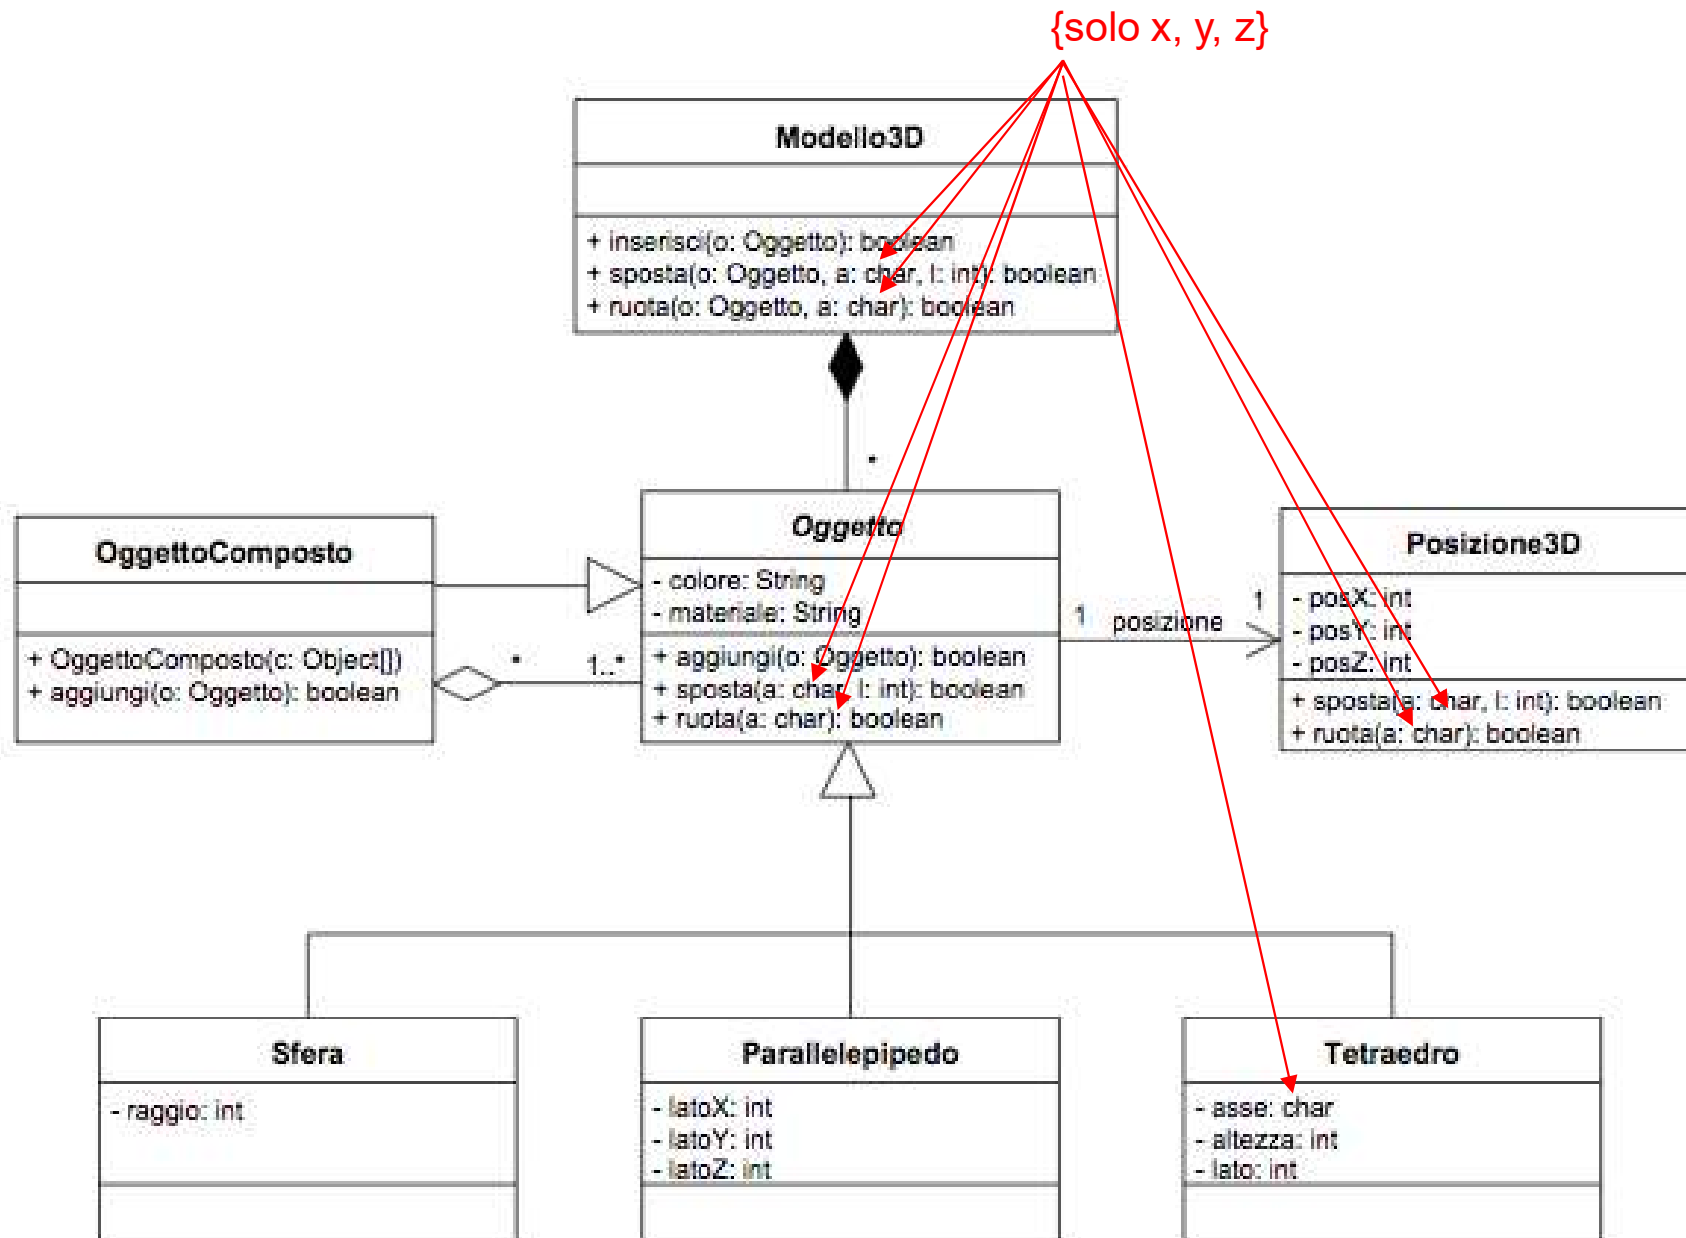 {solo x, y, z}
Modello3D
+ inserisci(o: Oggetto): boolean
+ sposta(o: Oggetto, a: char, l: int): boolean
+ ruota(o: Oggetto, a: char): boolean
*
OggettoComposto
+ OggettoComposto(c: Object[])
+ aggiungi(o: Oggetto): boolean
*
1..*
Oggetto
- colore: String
- materiale: String
+ aggiungi(o: Oggetto): boolean
+ sposta(a: char, l: int): boolean
+ ruota(a: char): boolean
1
posizione
1
Posizione3D
- posX: int
- posY: int
- posZ: int
+ sposta(a: char, l: int): boolean
+ ruota(a: char): boolean
Sfera
- raggio: int
Parallelepipedo
- latoX: int
- latoY: int
- latoZ: int
Tetraedro
- asse: char
- altezza: int
- lato: int